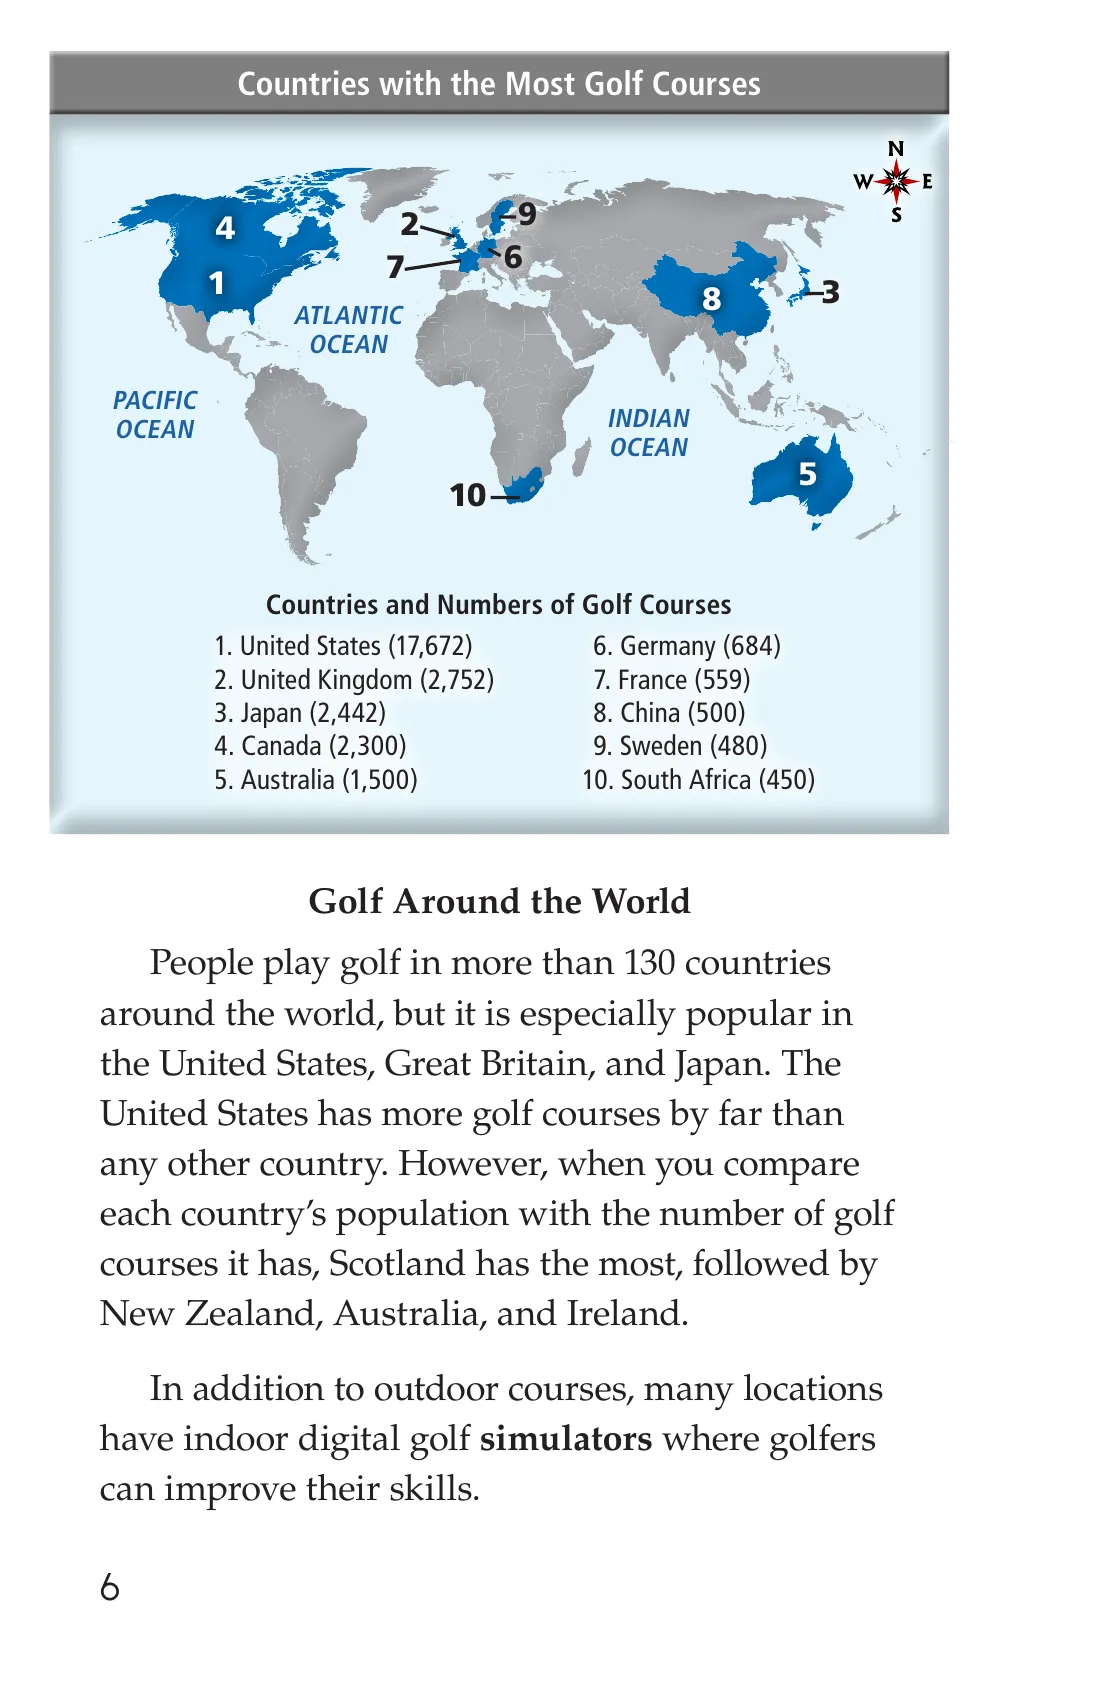 Countries with the Most Golf Courses
N
W E
S
4
2
9
1
7
6
8
3
ATLANTIC
OCEAN
PACIFIC
OCEAN
INDIAN
OCEAN
5
10
Countries and Numbers of Golf Courses
1. United States (17,672)
2. United Kingdom (2,752)
3. Japan (2,442)
4. Canada (2,300)
5. Australia (1,500)
6. Germany (684)
7. France (559)
8. China (500)
9. Sweden (480)
10. South Africa (450)
Golf Around the World
People play golf in more than 130 countries
around the world, but it is especially popular in
the United States, Great Britain, and Japan. The
United States has more golf courses by far than
any other country. However, when you compare
each country’s population with the number of golf
courses it has, Scotland has the most, followed by
New Zealand, Australia, and Ireland.
In addition to outdoor courses, many locations
have indoor digital golf simulators where golfers
can improve their skills.
6